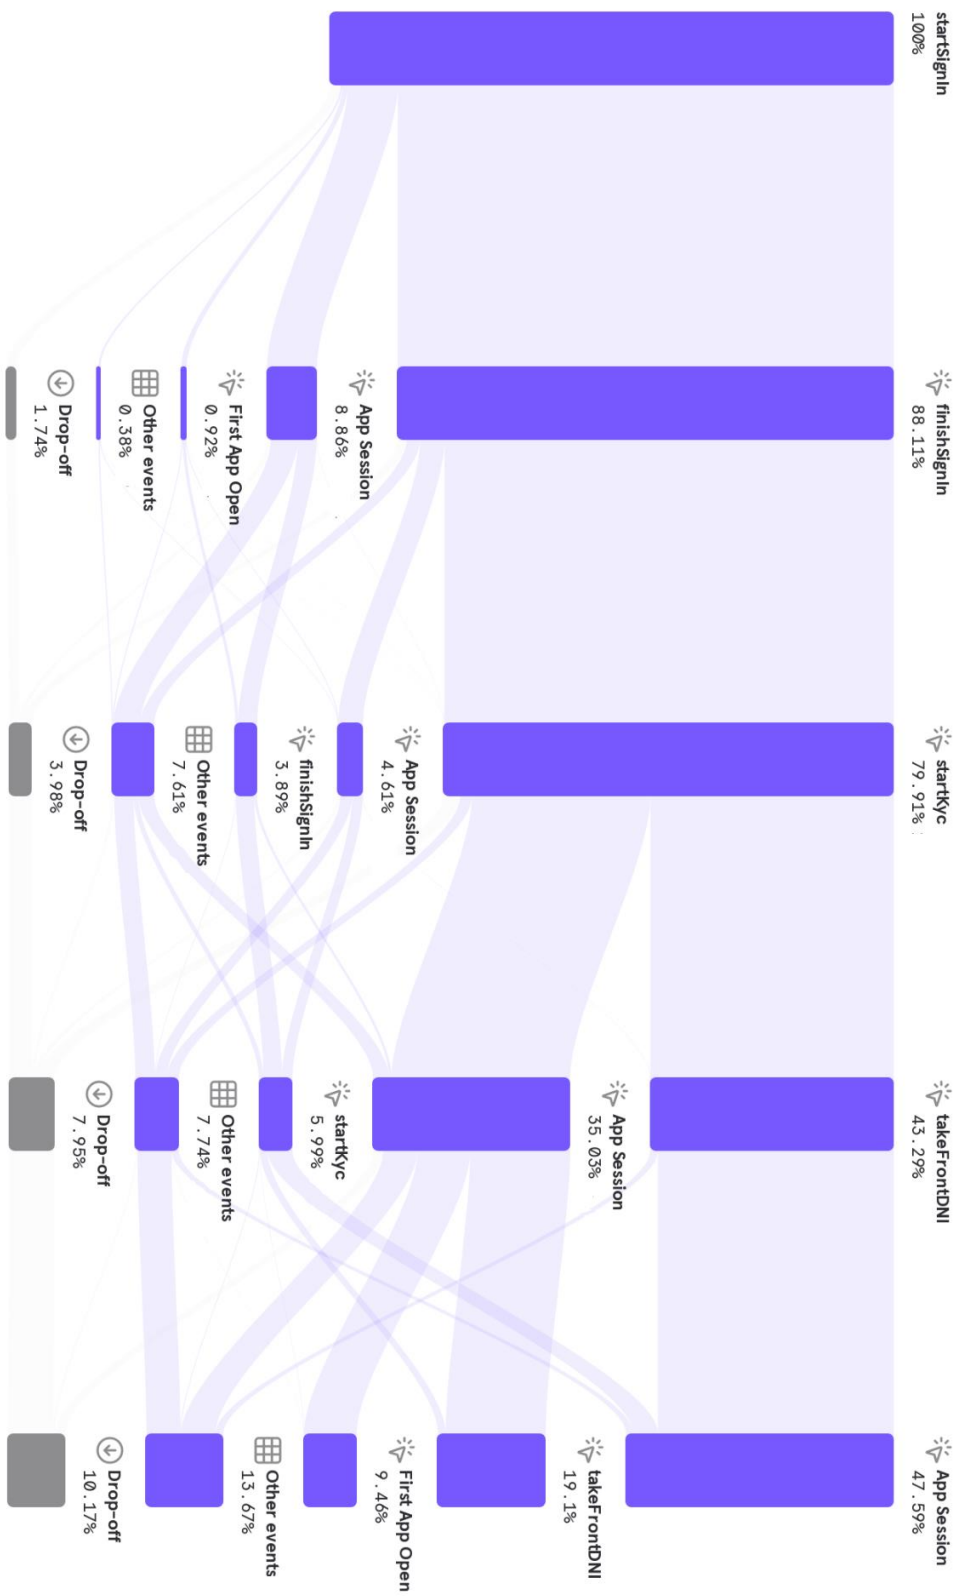 startSignIn
100%
finishSignIn
88.11%
App Session
8.86%
First App Open
0.92%
Other events
0.38%
Drop-off
1.74%
startKyc
79.91%
App Session
4.61%
finishSignIn
3.89%
Other events
7.61%
Drop-off
3.98%
takeFrontDNI
43.29%
App Session
35.03%
startKyc
5.99%
Other events
7.74%
Drop-off
7.95%
App Session
47.59%
takeFrontDNI
19.1%
First App Open
9.46%
Other events
13.67%
Drop-off
10.17%